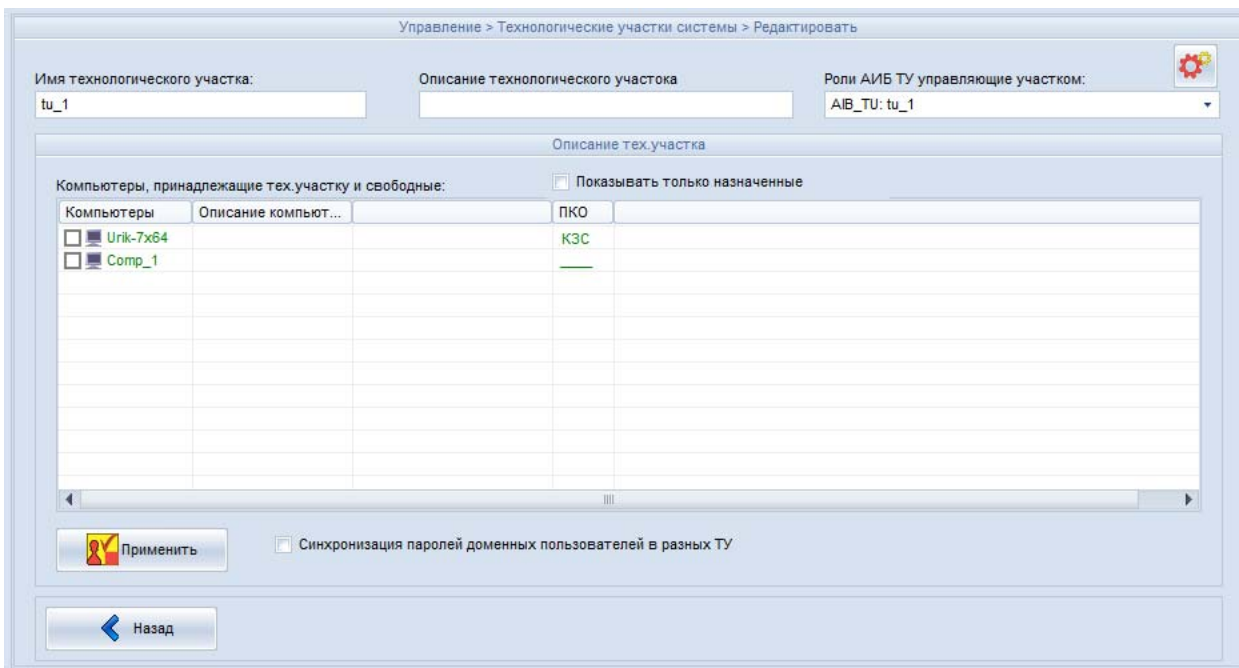 Управление > Технологические участки системы > Редактировать
Имя технологического участка: Описание технологического участока Роли АИБ ТУ управляющие участком:
tu_1 AIB_TU: tu_1
Описание тех.участка
Компьютеры, принадлежащие тех.участку и свободные: Показывать только назначенные
Компьютеры Описание компьют... ПКО
Urik-7x64 КЗС
Comp_1 ____
Применить Синхронизация паролей доменных пользователей в разных ТУ
Назад